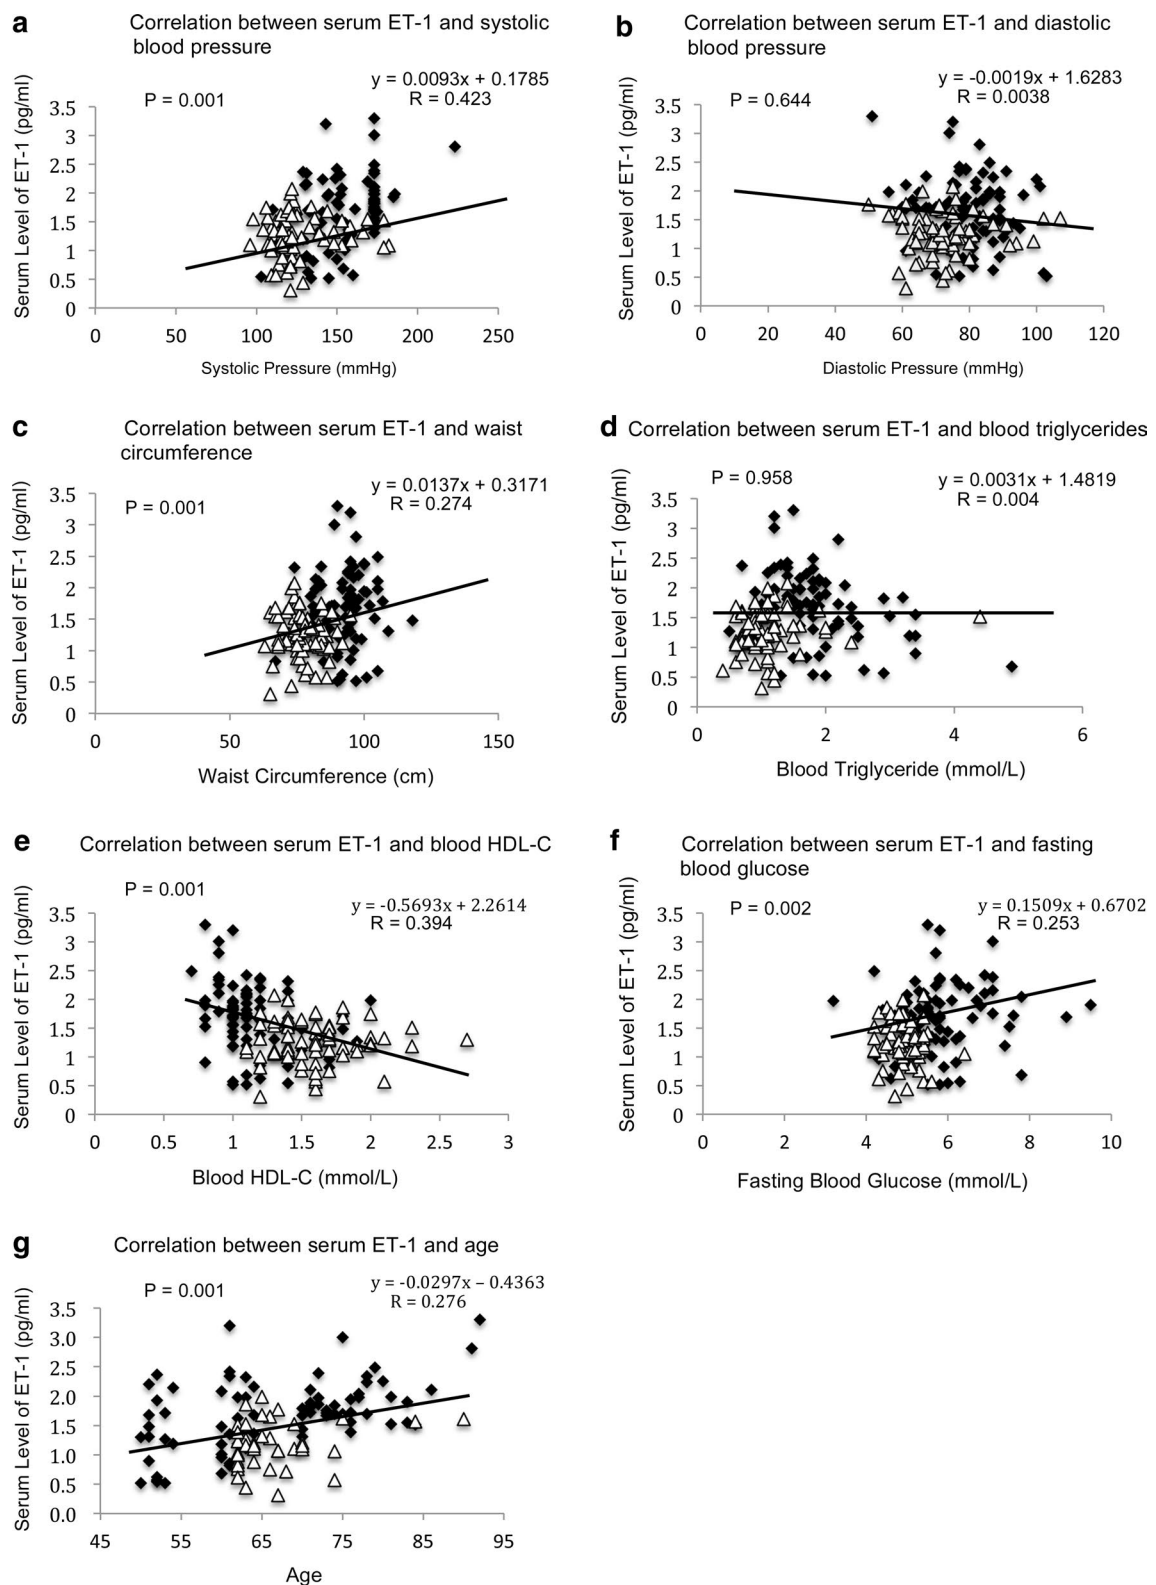 a Correlation between serum ET-1 and systolic
blood pressure
P = 0.001
y = 0.0093x + 0.1785
R = 0.423
Serum Level of ET-1 (pg/ml)
3.5
3
2.5
2
1.5
1
0.5
0
0 50 100 150 200 250
Systolic Pressure (mmHg)
b Correlation between serum ET-1 and diastolic
blood pressure
P = 0.644
y = -0.0019x + 1.6283
R = 0.0038
Serum Level of ET-1 (pg/ml)
3.5
3
2.5
2
1.5
1
0.5
0
0 20 40 60 80 100 120
Diastolic Pressure (mmHg)
c Correlation between serum ET-1 and waist
circumference
P = 0.001
y = 0.0137x + 0.3171
R = 0.274
Serum Level of ET-1 (pg/ml)
3.5
3
2.5
2
1.5
1
0.5
0
0 50 100 150
Waist Circumference (cm)
d Correlation between serum ET-1 and blood triglycerides
P = 0.958
y = 0.0031x + 1.4819
R = 0.004
Serum Level of ET-1 (pg/ml)
3.5
3
2.5
2
1.5
1
0.5
0
0 2 4 6
Blood Triglyceride (mmol/L)
e Correlation between serum ET-1 and blood HDL-C
P = 0.001
y = -0.5693x + 2.2614
R = 0.394
Serum Level of ET-1 (pg/ml)
3.5
3
2.5
2
1.5
1
0.5
0
0 0.5 1 1.5 2 2.5 3
Blood HDL-C (mmol/L)
f Correlation between serum ET-1 and fasting
blood glucose
P = 0.002
y = 0.1509x + 0.6702
R = 0.253
Serum Level of ET-1 (pg/ml)
3.5
3
2.5
2
1.5
1
0.5
0
0 2 4 6 8 10
Fasting Blood Glucose (mmol/L)
g Correlation between serum ET-1 and age
P = 0.001
y = -0.0297x – 0.4363
R = 0.276
Serum Level of ET-1 (pg/ml)
3.5
3.0
2.5
2.0
1.5
1.0
0.5
0.0
45 55 65 75 85 95
Age